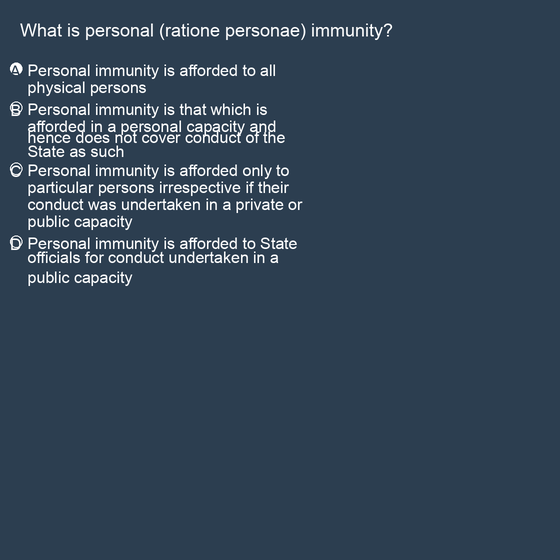 What is personal (ratione personae) immunity?
A Personal immunity is afforded to all
physical persons
B Personal immunity is that which is
afforded in a personal capacity and
hence does not cover conduct of the
State as such
C Personal immunity is afforded only to
particular persons irrespective if their
conduct was undertaken in a private or
public capacity
D Personal immunity is afforded to State
officials for conduct undertaken in a
public capacity